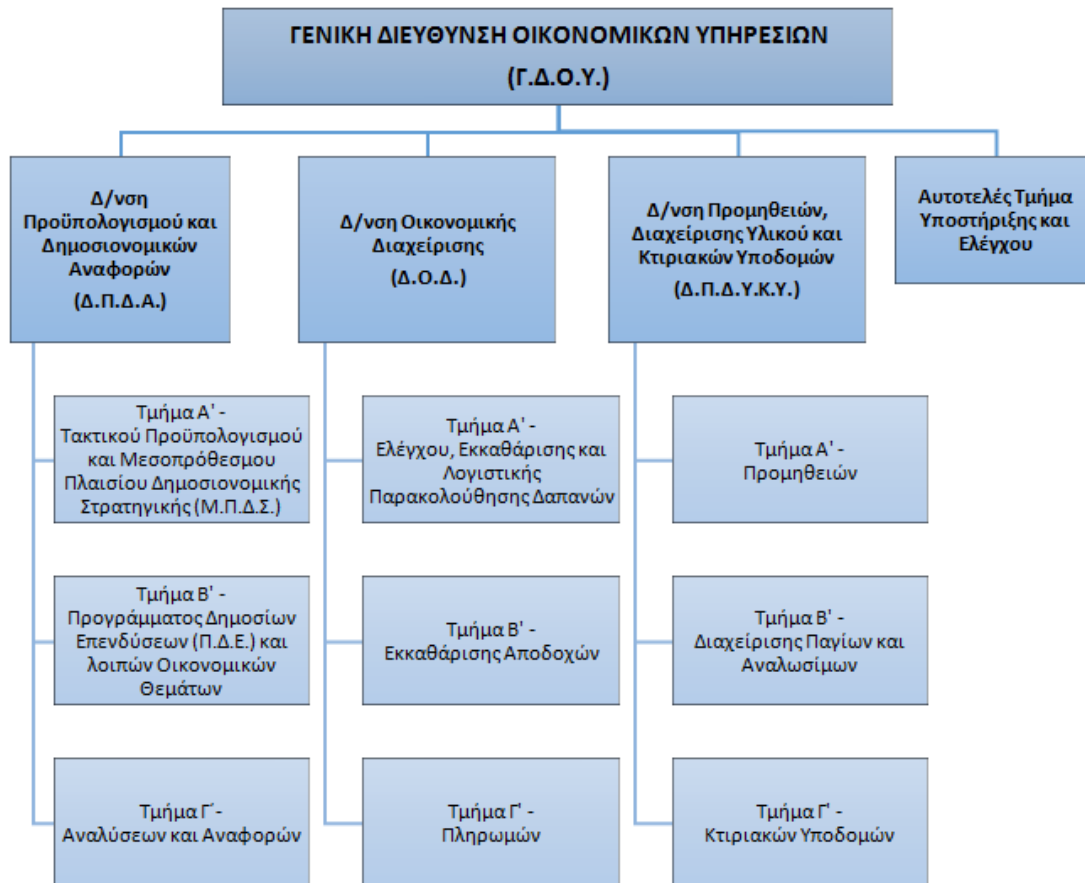 ΓΕΝΙΚΗ ΔΙΕΥΘΥΝΣΗ ΟΙΚΟΝΟΜΙΚΩΝ ΥΠΗΡΕΣΙΩΝ
(Γ.Δ.Ο.Υ.)
Δ/νση
Προϋπολογισμού και
Δημοσιονομικών
Αναφορών
(Δ.Π.Δ.Α.)
Δ/νση Οικονομικής
Διαχείρισης
(Δ.Ο.Δ.)
Δ/νση Προμηθειών,
Διαχείρισης Υλικού και
Κτιριακών Υποδομών
(Δ.Π.Δ.Υ.Κ.Υ.)
Αυτοτελές Τμήμα
Υποστήριξης και
Ελέγχου
Τμήμα Α' -
Τακτικού Προϋπολογισμού
και Μεσοπρόθεσμου
Πλαισίου Δημοσιονομικής
Στρατηγικής (Μ.Π.Δ.Σ.)
Τμήμα Β' -
Προγράμματος Δημοσίων
Επενδύσεων (Π.Δ.Ε.) και
λοιπών Οικονομικών
Θεμάτων
Τμήμα Γ΄-
Αναλύσεων και Αναφορών
Τμήμα Α' -
Ελέγχου, Εκκαθάρισης και
Λογιστικής
Παρακολούθησης Δαπανών
Τμήμα Β' -
Εκκαθάρισης Αποδοχών
Τμήμα Γ' -
Πληρωμών
Τμήμα Α' -
Προμηθειών
Τμήμα Β' -
Διαχείρισης Παγίων και
Αναλωσίμων
Τμήμα Γ' -
Κτιριακών Υποδομών